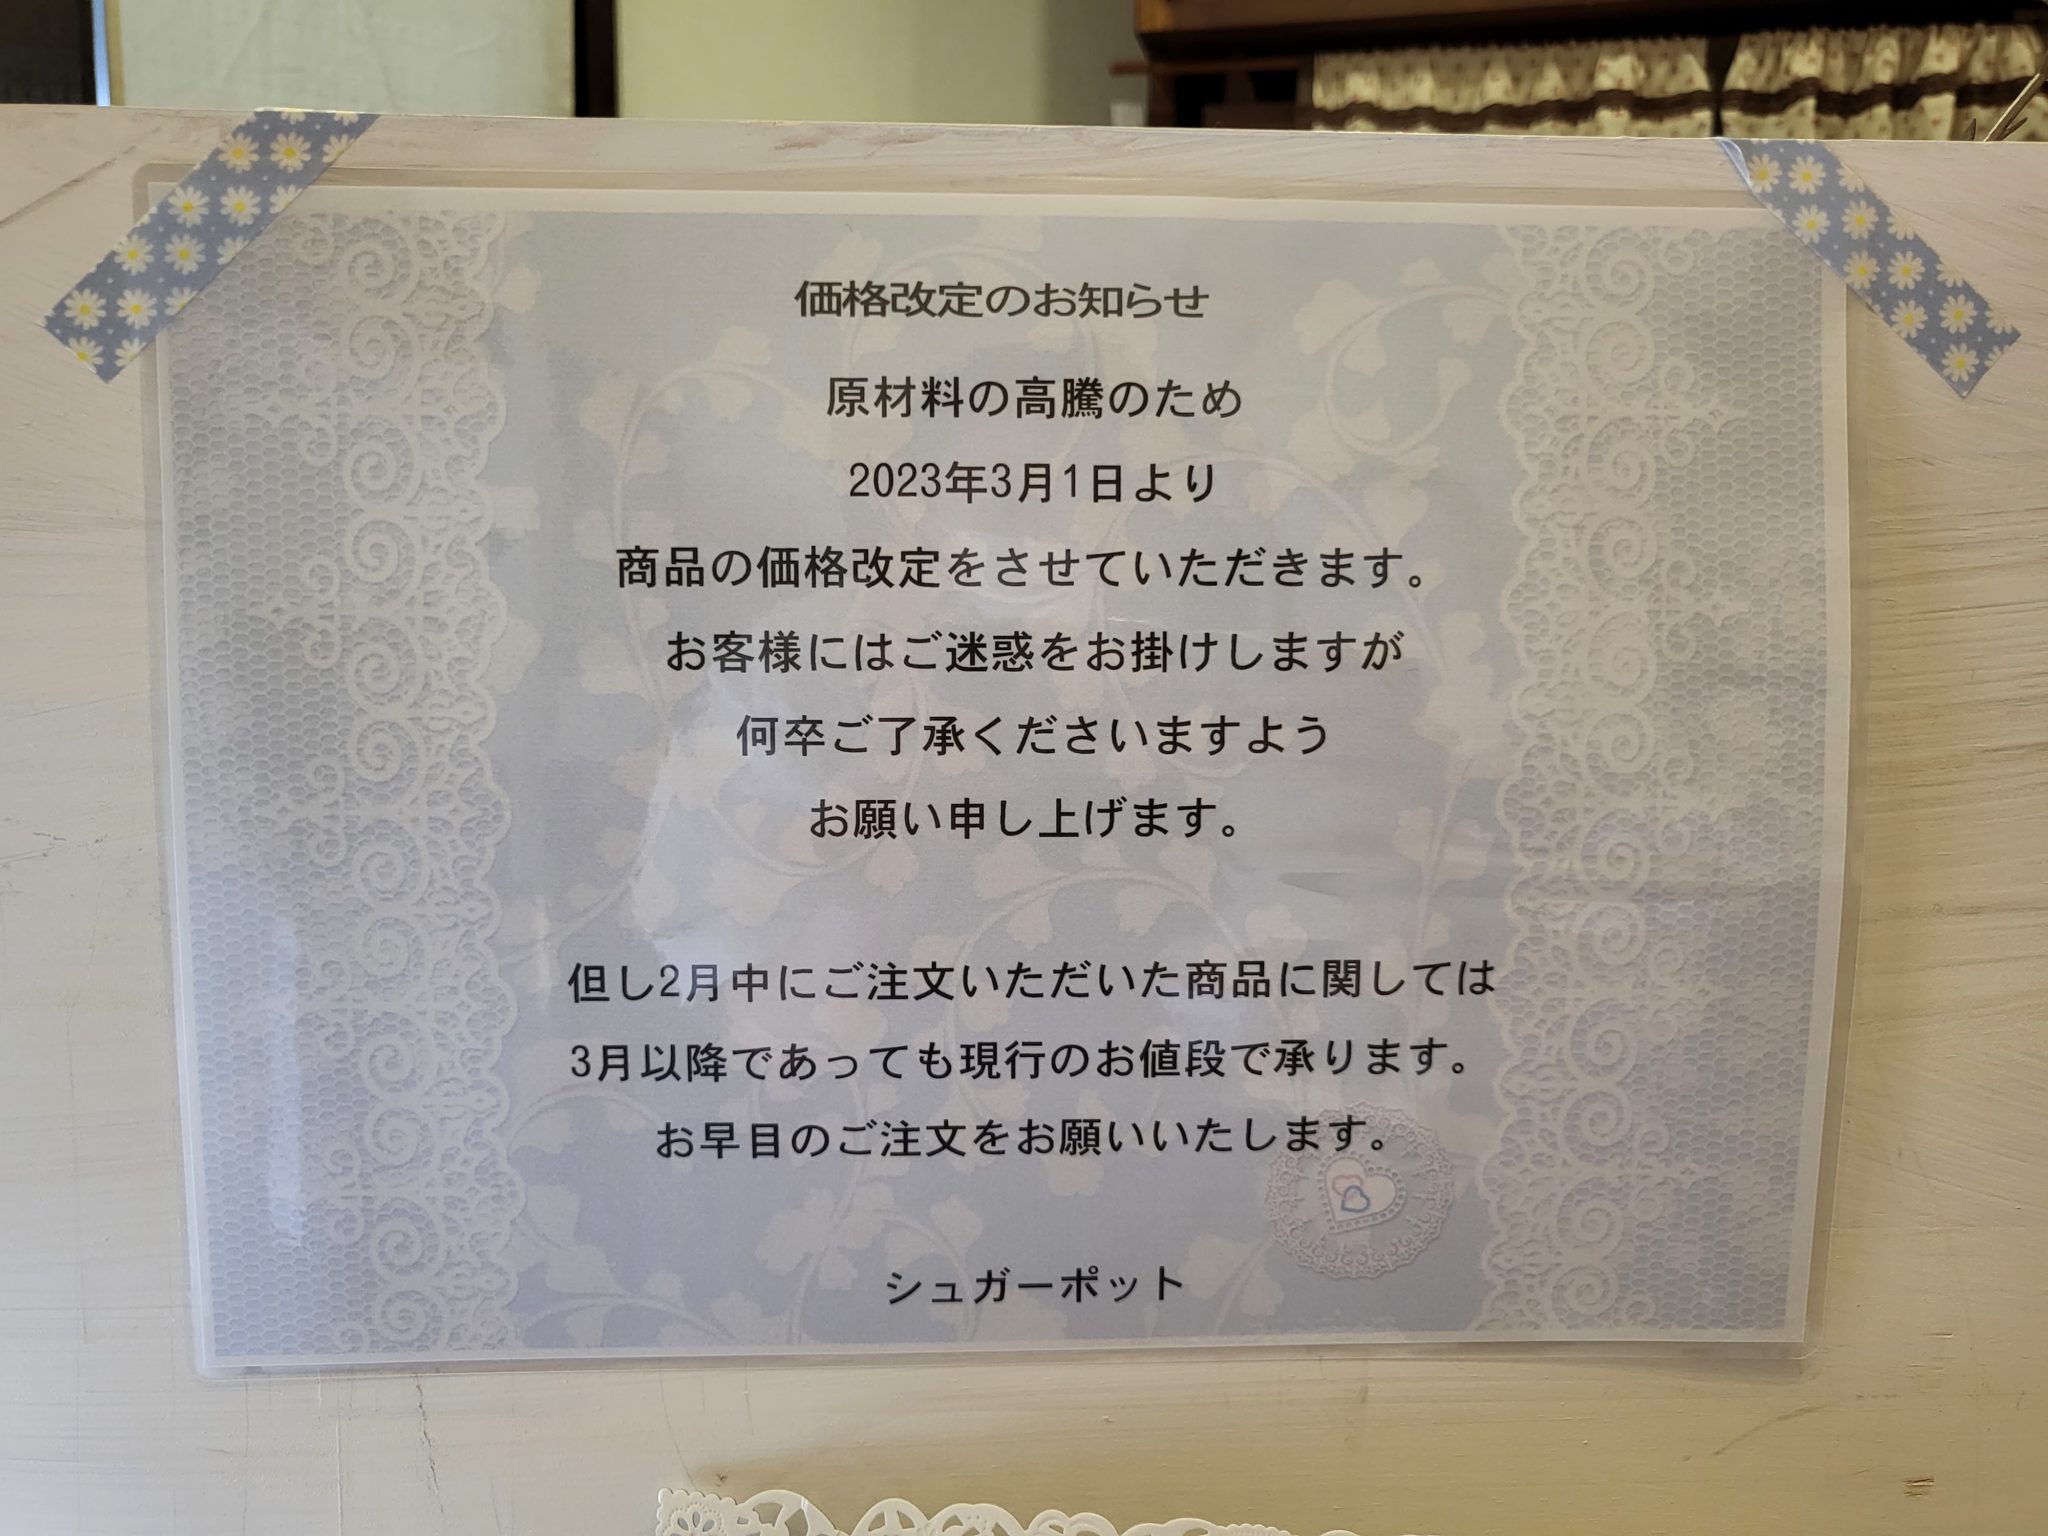 価格改定のお知らせ
原材料の高騰のため
2023年3月1日より
商品の価格改定をさせていただきます。
お客様にはご迷惑をお掛けしますが
何卒ご了承くださいますよう
お願い申し上げます。
但し2月中にご注文いただいた商品に関しては
3月以降であっても現行のお値段で承ります。
お早目のご注文をお願いいたします。
シュガーポット